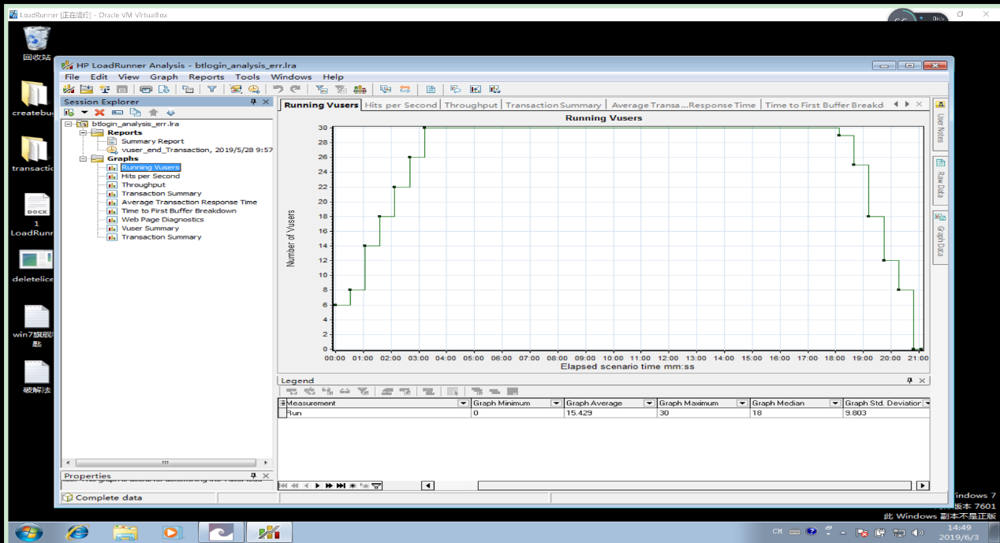 LoadRunner [正在运行] - Oracle VM VirtualBox
回收站
createbu
transactic
DOCX
1
LoadRunr
deletelice
win7旗舰
匙
破解法
HP LoadRunner Analysis - btlogin_analysis_err.lra
File Edit View Graph Reports Tools Windows Help
Session Explorer
btlogin_analysis_err.lra
Reports
Summary Report
vuser_end_Transaction, 2019/5/28 9:57
Graphs
Running Vusers
Hits per Second
Throughput
Transaction Summary
Average Transaction Response Time
Time to First Buffer Breakdown
Web Page Diagnostics
Vuser Summary
Transaction Summary
Properties
Complete data
Running Vusers Hits per Second Throughput Transaction Summary Average Transa...Response Time Time to First Buffer Breakd
Running Vusers
Number of Vusers
30
28
26
24
22
20
18
16
14
12
10
8
6
4
2
0
00:00 01:00 02:00 03:00 04:00 05:00 06:00 07:00 08:00 09:00 10:00 11:00 12:00 13:00 14:00 15:00 16:00 17:00 18:00 19:00 20:00 21:00
Elapsed scenario time mm:ss
User Notes
Raw Data
Graph Data
Legend
Measurement Graph Minimum Graph Average Graph Maximum Graph Median Graph Std. Deviation
Run 0 15.429 30 18 9.803
indows 7
版本 7601
此 Windows 副本不是正版
CH
14:49
2019/6/3